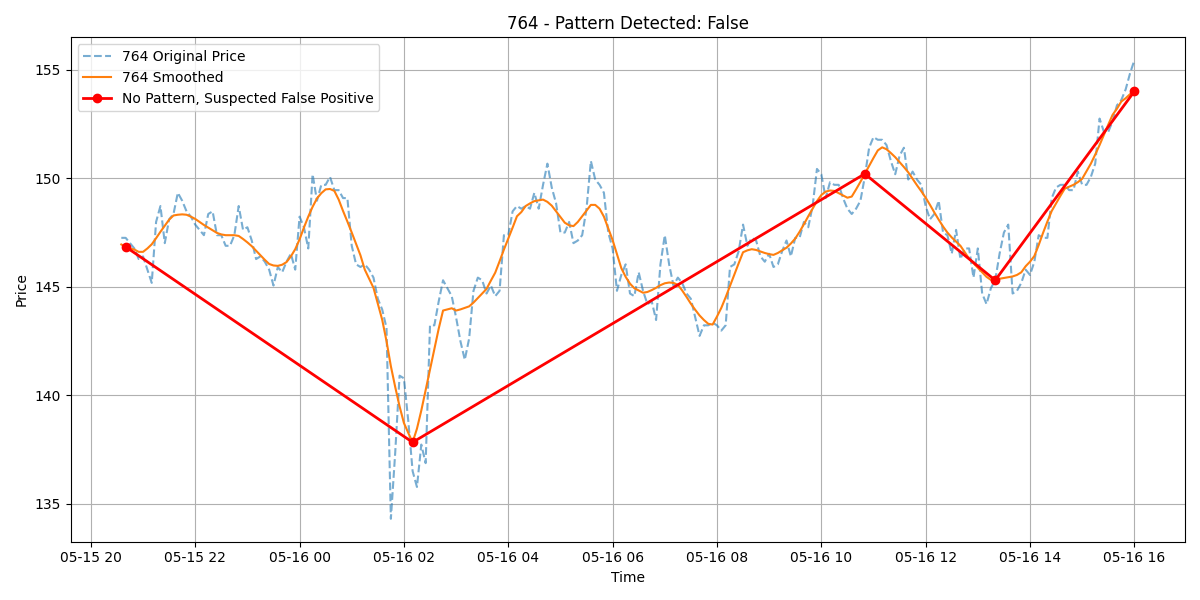 764 - Pattern Detected: False
764 Original Price
764 Smoothed
No Pattern, Suspected False Positive
Price
155
150
145
140
135
05-15 20 05-15 22 05-16 00 05-16 02 05-16 04 05-16 06 05-16 08 05-16 10 05-16 12 05-16 14 05-16 16
Time